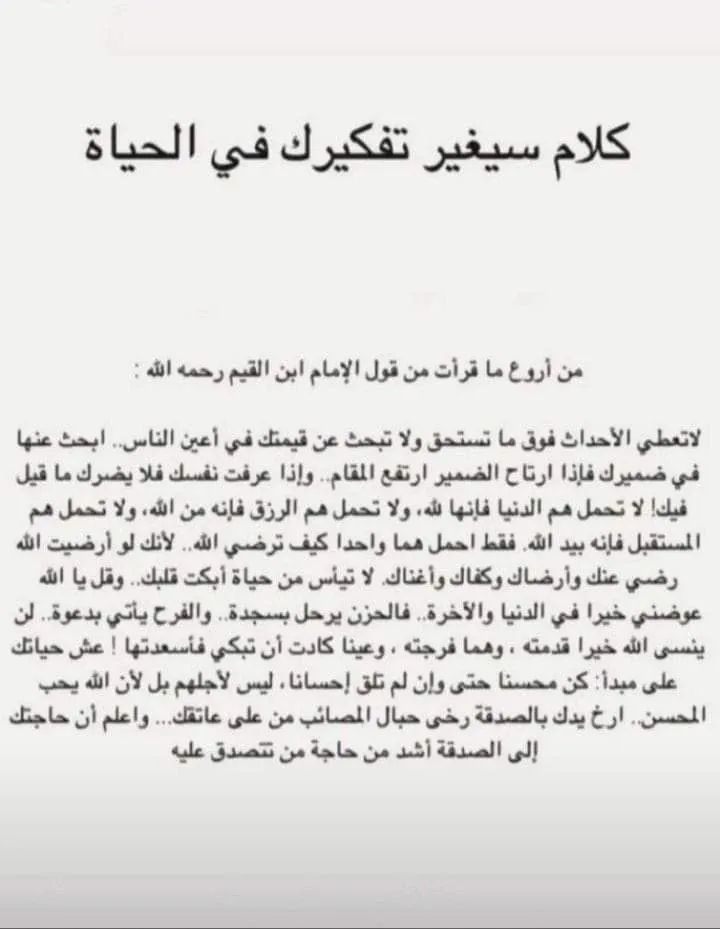 كلام سيغير تفكيرك في الحياة
من أروع ما قرأت من قول الإمام ابن القيم رحمه الله :
لاتعطي الأحداث فوق ما تستحق ولا تبحث عن قيمتك في أعين الناس.. ابحث عنها
في ضميرك فإذا ارتاح الضمير ارتفع المقام.. وإذا عرفت نفسك فلا يضرك ما قيل
فيك! لا تحمل هم الدنيا فإنها لله، ولا تحمل هم الرزق فإنه من الله، ولا تحمل هم
المستقبل فإنه بيد الله. فقط احمل هما واحدا كيف ترضي الله.. لأنك لو أرضيت الله
رضي عنك وأرضاك وكفاك وأغناك. لا تيأس من حياة أبكت قلبك.. وقل يا الله
عوضني خيرا في الدنيا والآخرة.. فالحزن يرحل بسجدة.. والفرح يأتي بدعوة.. لن
ينسى الله خيرا قدمته ، وهما فرجته ، وعينا كادت أن تبكي فأسعدتها ! عش حياتك
على مبدأ: كن محسنا حتى وإن لم تلق إحسانا، ليس لأجلهم بل لأن الله يحب
المحسن.. ارخ يدك بالصدقة رخى حبال المصائب من على عاتقك... واعلم أن حاجتك
إلى الصدقة أشد من حاجة من تتصدق عليه